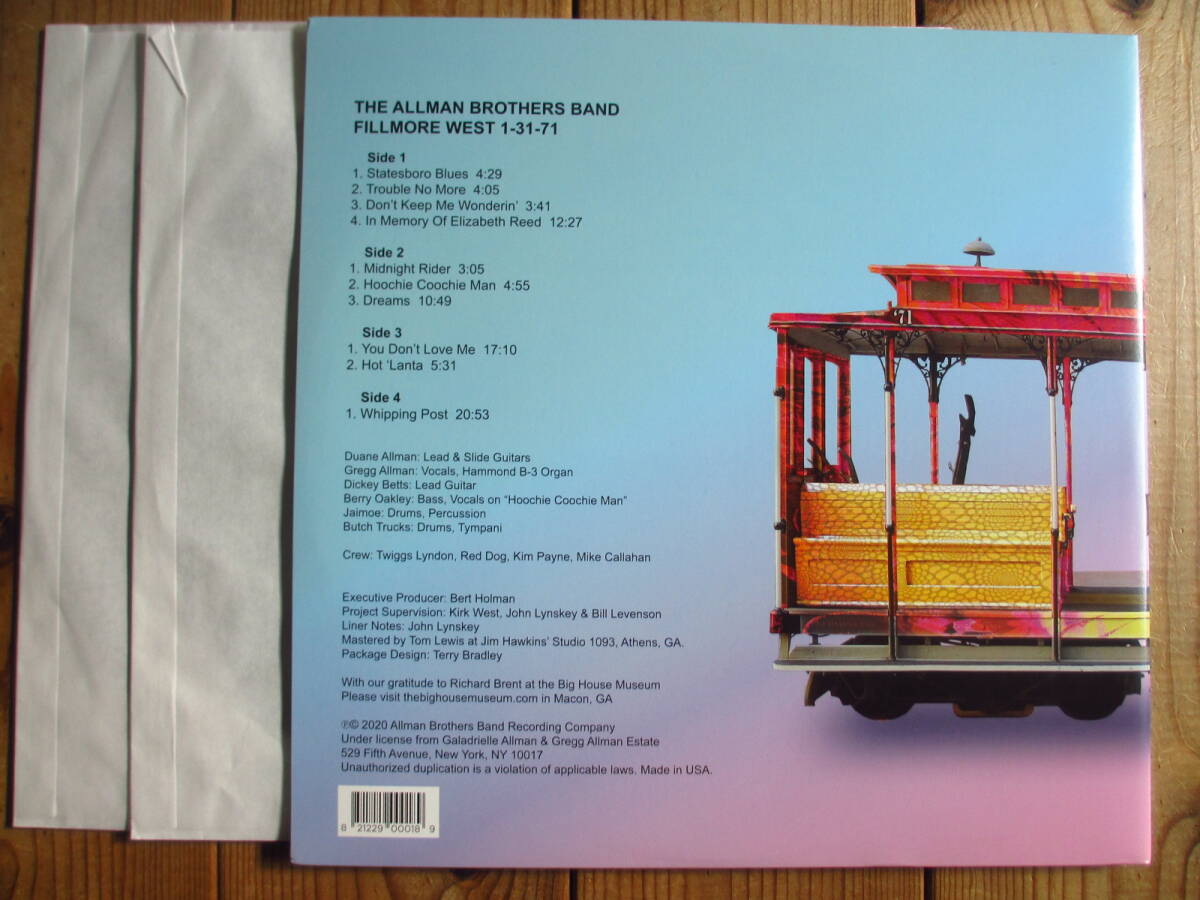 THE ALLMAN BROTHERS BAND
FILLMORE WEST 1-31-71
Side 1
1. Statesboro Blues 4:29
2. Trouble No More 4:05
3. Don't Keep Me Wonderin' 3:41
4. In Memory Of Elizabeth Reed 12:27
Side 2
1. Midnight Rider 3:05
2. Hoochie Coochie Man 4:55
3. Dreams 10:49
Side 3
1. You Don't Love Me 17:10
2. Hot 'Lanta 5:31
Side 4
1. Whipping Post 20:53
Duane Allman: Lead & Slide Guitars
Gregg Allman: Vocals, Hammond B-3 Organ
Dickey Betts: Lead Guitar
Berry Oakley: Bass, Vocals on "Hoochie Coochie Man"
Jaimoe: Drums, Percussion
Butch Trucks: Drums, Tympani
Crew: Twiggs Lyndon, Red Dog, Kim Payne, Mike Callahan
Executive Producer: Bert Holman
Project Supervision: Kirk West, John Lynskey & Bill Levenson
Liner Notes: John Lynskey
Mastered by Tom Lewis at Jim Hawkins' Studio 1093, Athens, GA.
Package Design: Terry Bradley
With our gratitude to Richard Brent at the Big House Museum
Please visit thebighousemuseum.com in Macon, GA
℗© 2020 Allman Brothers Band Recording Company
Under license from Galadrielle Allman & Gregg Allman Estate
529 Fifth Avenue, New York, NY 10017
Unauthorized duplication is a violation of applicable laws. Made in USA.
8 21229 00018 9
'71